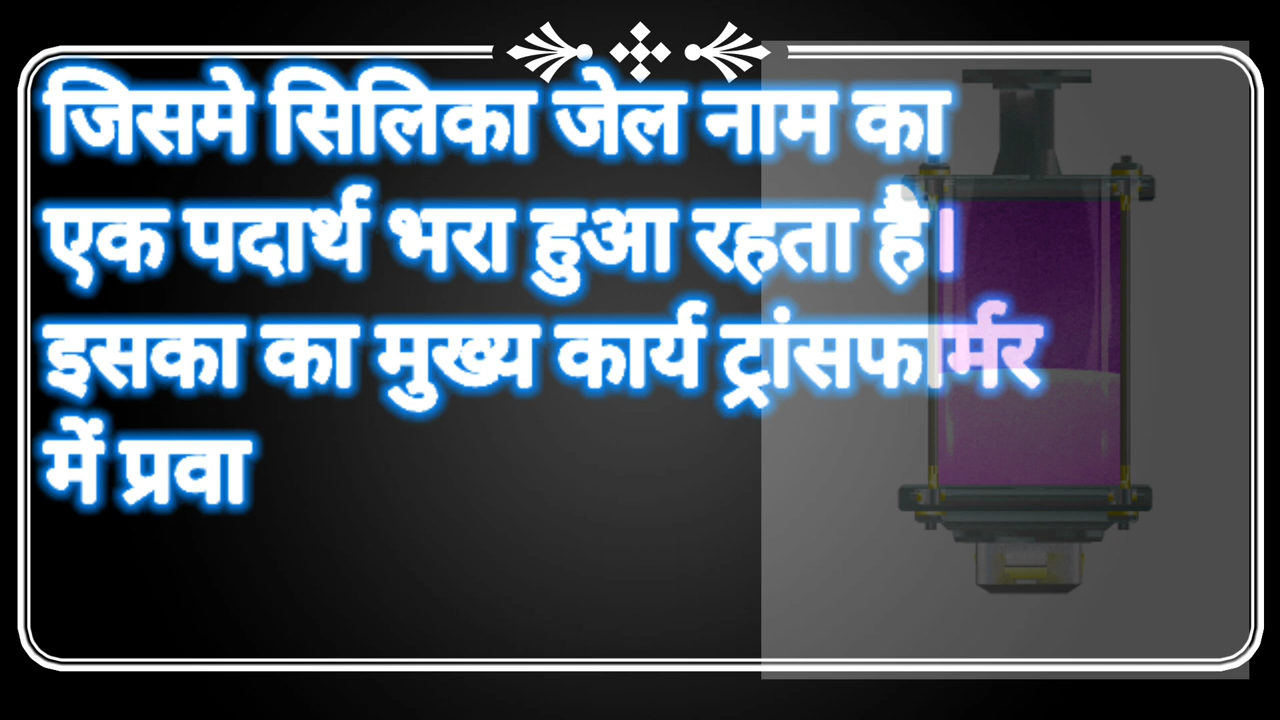 जिसमे सिलिका जेल नाम का
एक पदार्थ भरा हुआ रहता है।
इसका का मुख्य कार्य ट्रांसफार्मर
में प्रवा